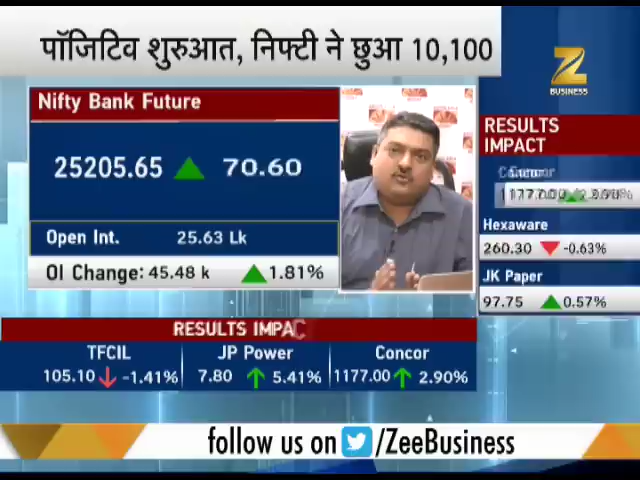 पॉजिटिव शुरुआत, निफ्टी ने छुआ 10,100
Z
BUSINESS
Nifty Bank Future
25205.65 70.60
Open Int. 25.63 Lk
OI Change: 45.48 k 1.81%
RESULTS
IMPACT
Hexaware
260.30 -0.63%
JK Paper
97.75 0.57%
RESULTS IMPAC
TFCIL JP Power Concor
105.10 -1.41% 7.80 5.41% 1177.00 2.90%
follow us on /ZeeBusiness